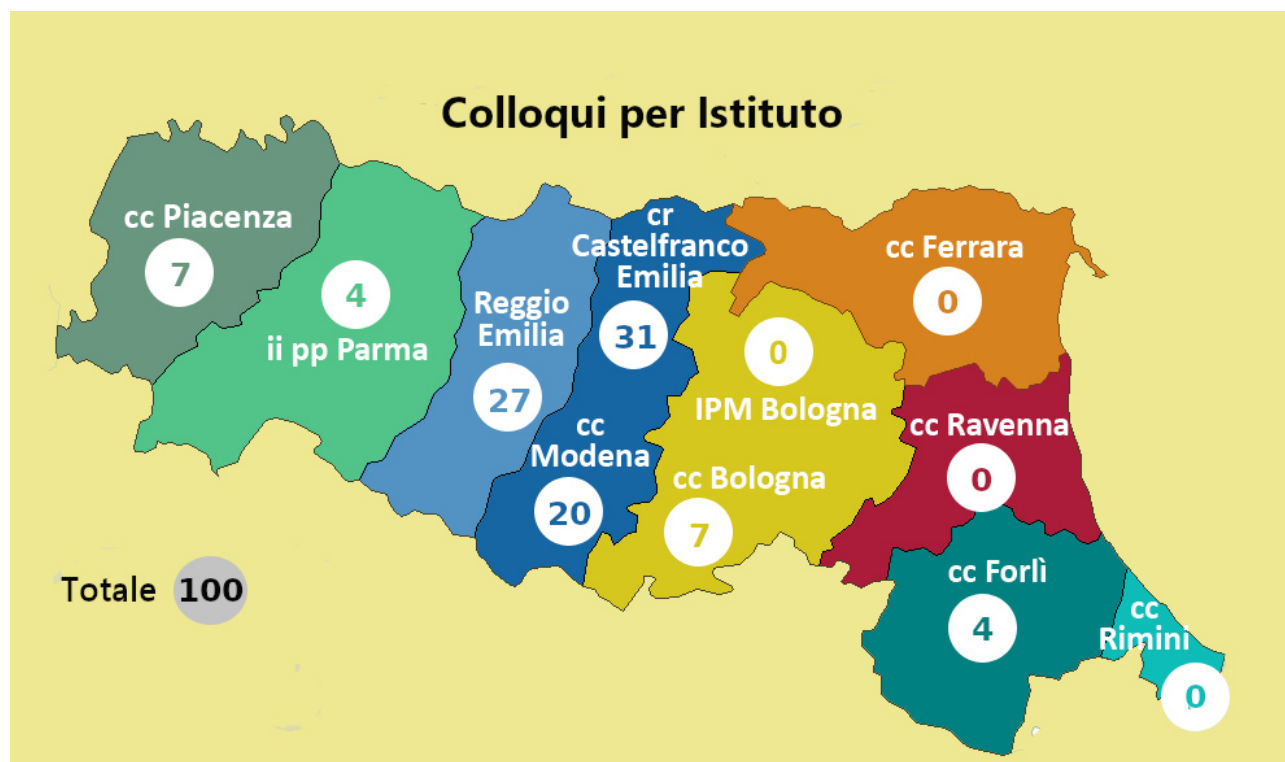 Colloqui per Istituto
cc Piacenza
7
4
ii pp Parma
Reggio
Emilia
27
cr
Castelfranco
Emilia
31
cc
Modena
20
0
IPM Bologna
cc Bologna
7
cc Ferrara
0
cc Ravenna
0
cc Forlì
4
cc
Rimini
0
Totale 100